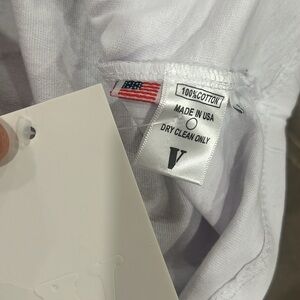 100%COTTON
MADE IN USA
DRY CLEAN ONLY
V